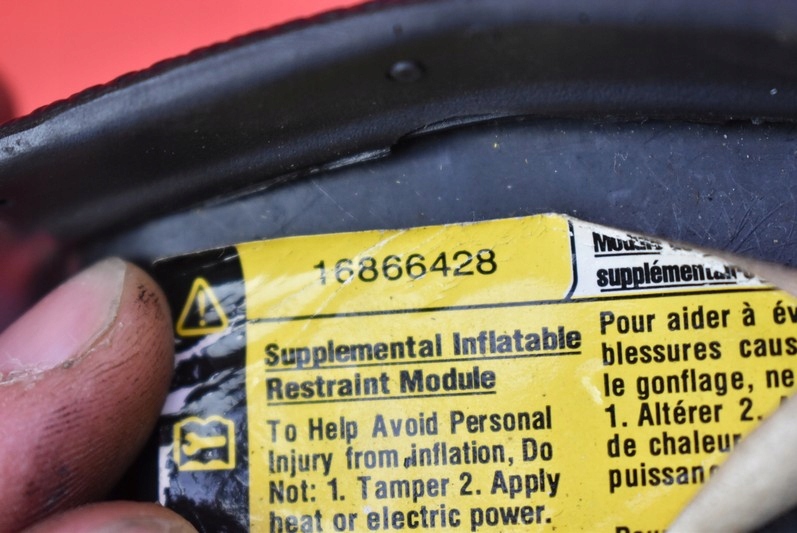 16866428
Supplemental Inflatable
Restraint Module
To Help Avoid Personal
Injury from inflation, Do
Not: 1. Tamper 2. Apply
heat or electric power.
supplémen
Pour aider à év
blessures caus
le gonflage, ne
1. Altérer 2.
de chaleur
puissan